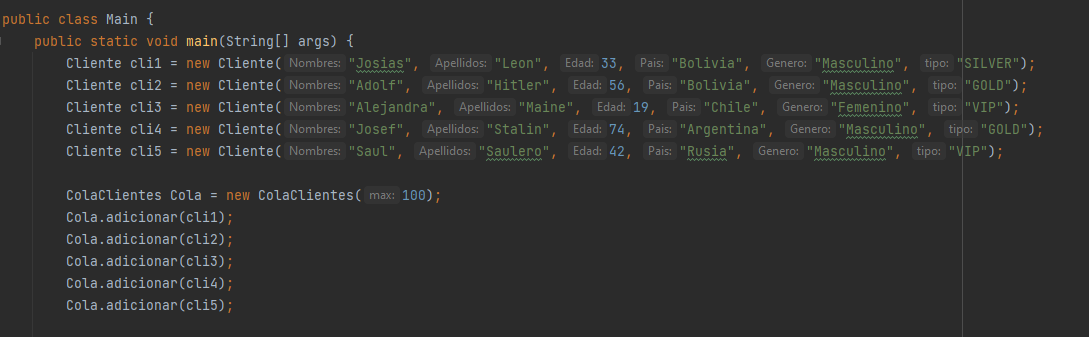 public class Main {
public static void main(String[] args) {
Cliente cli1 = new Cliente( Nombres: "Josias", Apellidos: "Leon", Edad: 33, Pais: "Bolivia", Genero: "Masculino", tipo: "SILVER");
Cliente cli2 = new Cliente( Nombres: "Adolf", Apellidos: "Hitler", Edad: 56, Pais: "Bolivia", Genero: "Masculino", tipo: "GOLD");
Cliente cli3 = new Cliente( Nombres: "Alejandra", Apellidos: "Maine", Edad: 19, Pais: "Chile", Genero: "Femenino", tipo: "VIP");
Cliente cli4 = new Cliente( Nombres: "Josef", Apellidos: "Stalin", Edad: 74, Pais: "Argentina", Genero: "Masculino", tipo: "GOLD");
Cliente cli5 = new Cliente( Nombres: "Saul", Apellidos: "Saulero", Edad: 42, Pais: "Rusia", Genero: "Masculino", tipo: "VIP");
ColaClientes Cola = new ColaClientes( max: 100);
Cola.adicionar(cli1);
Cola.adicionar(cli2);
Cola.adicionar(cli3);
Cola.adicionar(cli4);
Cola.adicionar(cli5);